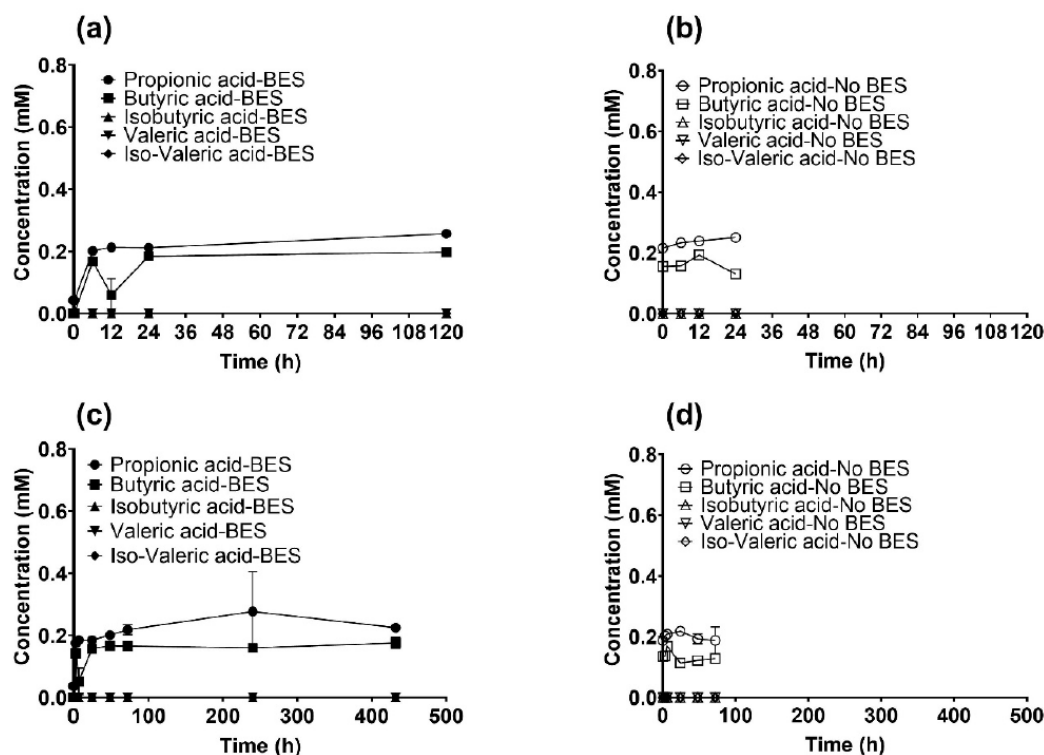 (a)
0.8
0.6
0.4
0.2
0.0
Concentration (mM)
Propionic acid-BES
Butyric acid-BES
Isobutyric acid-BES
Valeric acid-BES
Iso-Valeric acid-BES
0 12 24 36 48 60 72 84 96 108 120
Time (h)
(b)
0.8
0.6
0.4
0.2
0.0
Concentration (mM)
Propionic acid-No BES
Butyric acid-No BES
Isobutyric acid-No BES
Valeric acid-No BES
Iso-Valeric acid-No BES
0 12 24 36 48 60 72 84 96 108 120
Time (h)
(c)
0.8
0.6
0.4
0.2
0.0
Concentration (mM)
Propionic acid-BES
Butyric acid-BES
Isobutyric acid-BES
Valeric acid-BES
Iso-Valeric acid-BES
0 100 200 300 400 500
Time (h)
(d)
0.8
0.6
0.4
0.2
0.0
Concentration (mM)
Propionic acid-No BES
Butyric acid-No BES
Isobutyric acid-No BES
Valeric acid-No BES
Iso-Valeric acid-No BES
0 100 200 300 400 500
Time (h)